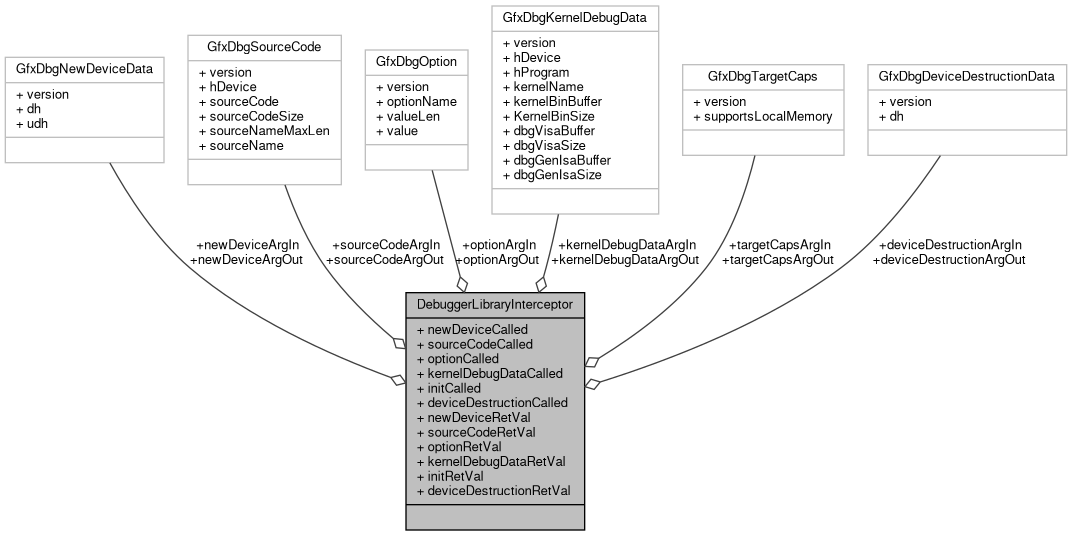 GfxDbgNewDeviceData
+ version
+ dh
+ udh
GfxDbgSourceCode
+ version
+ hDevice
+ sourceCode
+ sourceCodeSize
+ sourceNameMaxLen
+ sourceName
GfxDbgOption
+ version
+ optionName
+ valueLen
+ value
GfxDbgKernelDebugData
+ version
+ hDevice
+ hProgram
+ kernelName
+ kernelBinBuffer
+ KernelBinSize
+ dbgVisaBuffer
+ dbgVisaSize
+ dbgGenIsaBuffer
+ dbgGenIsaSize
GfxDbgTargetCaps
+ version
+ supportsLocalMemory
GfxDbgDeviceDestructionData
+ version
+ dh
+newDeviceArgIn
+newDeviceArgOut
+sourceCodeArgIn
+sourceCodeArgOut
+optionArgIn
+optionArgOut
+kernelDebugDataArgIn
+kernelDebugDataArgOut
+targetCapsArgIn
+targetCapsArgOut
+deviceDestructionArgIn
+deviceDestructionArgOut
DebuggerLibraryInterceptor
+ newDeviceCalled
+ sourceCodeCalled
+ optionCalled
+ kernelDebugDataCalled
+ initCalled
+ deviceDestructionCalled
+ newDeviceRetVal
+ sourceCodeRetVal
+ optionRetVal
+ kernelDebugDataRetVal
+ initRetVal
+ deviceDestructionRetVal